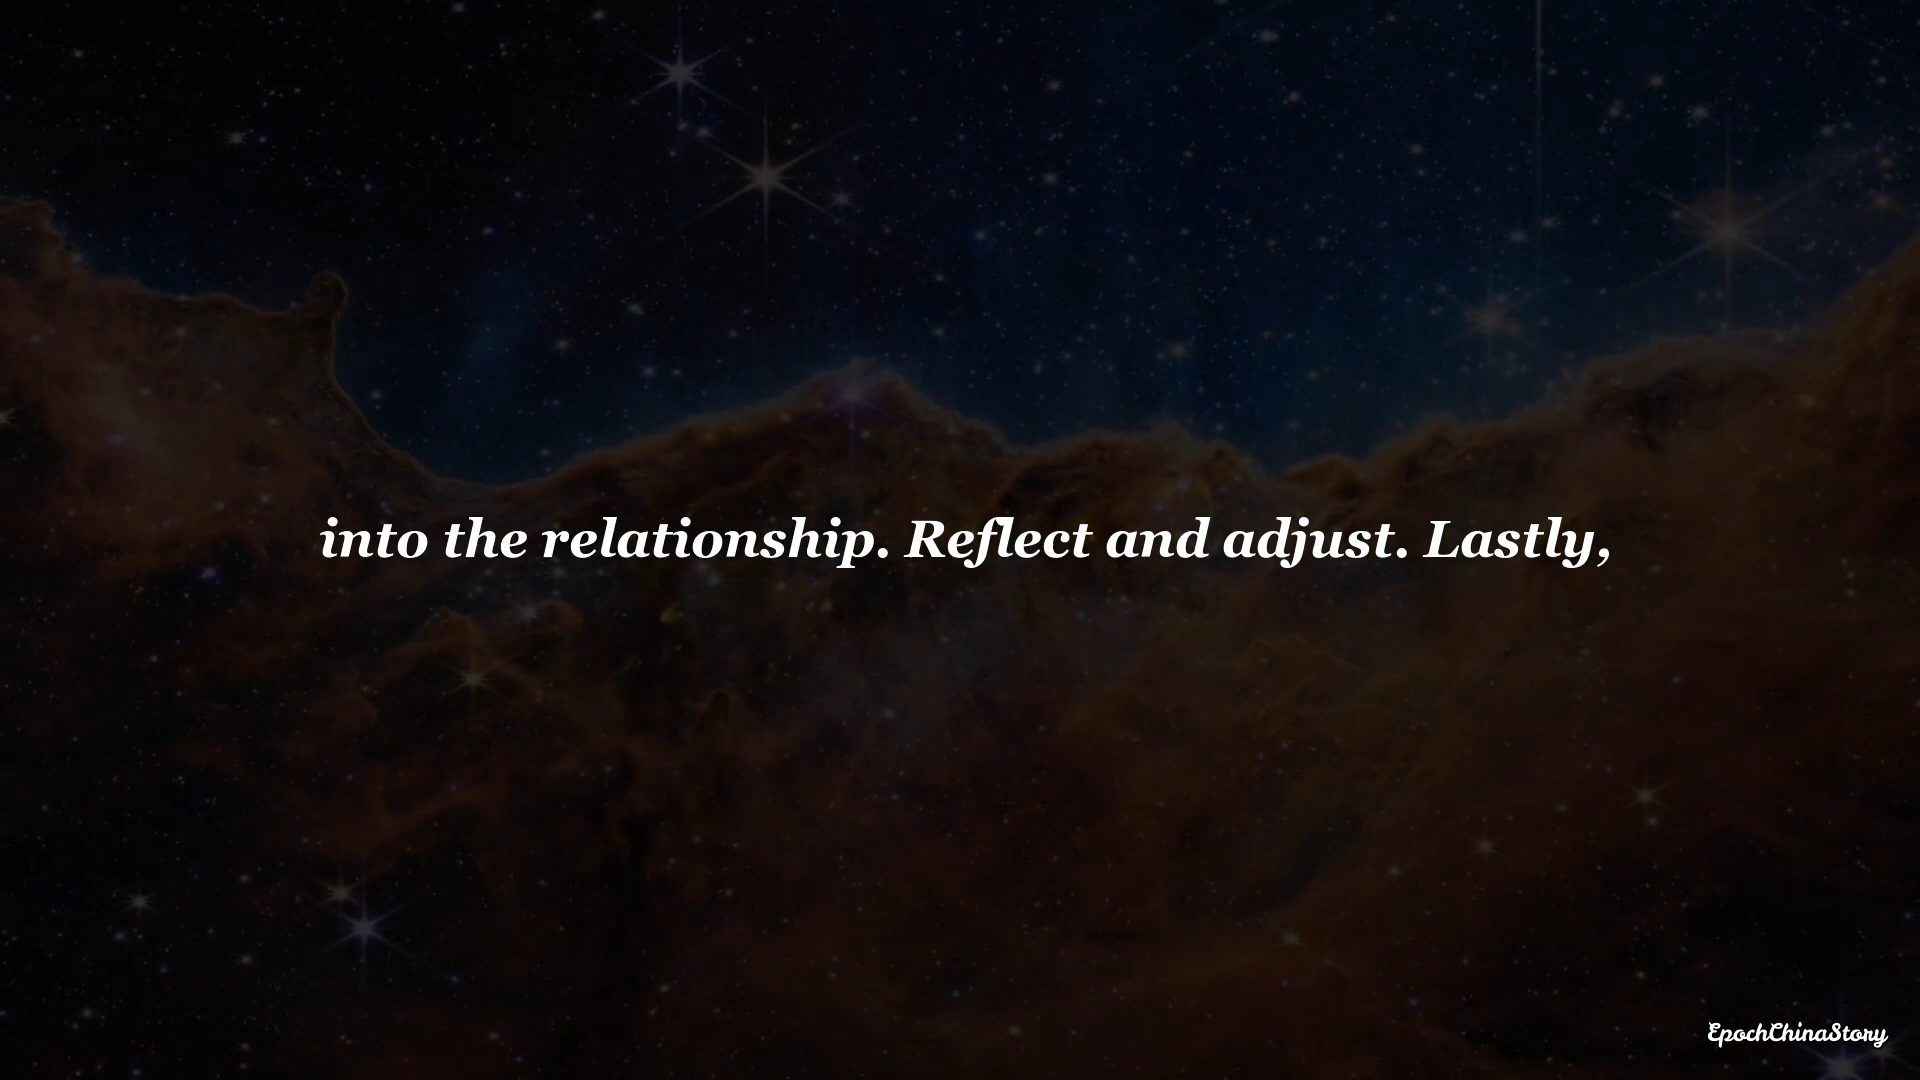 into the relationship. Reflect and adjust. Lastly,
EpochChinaStory